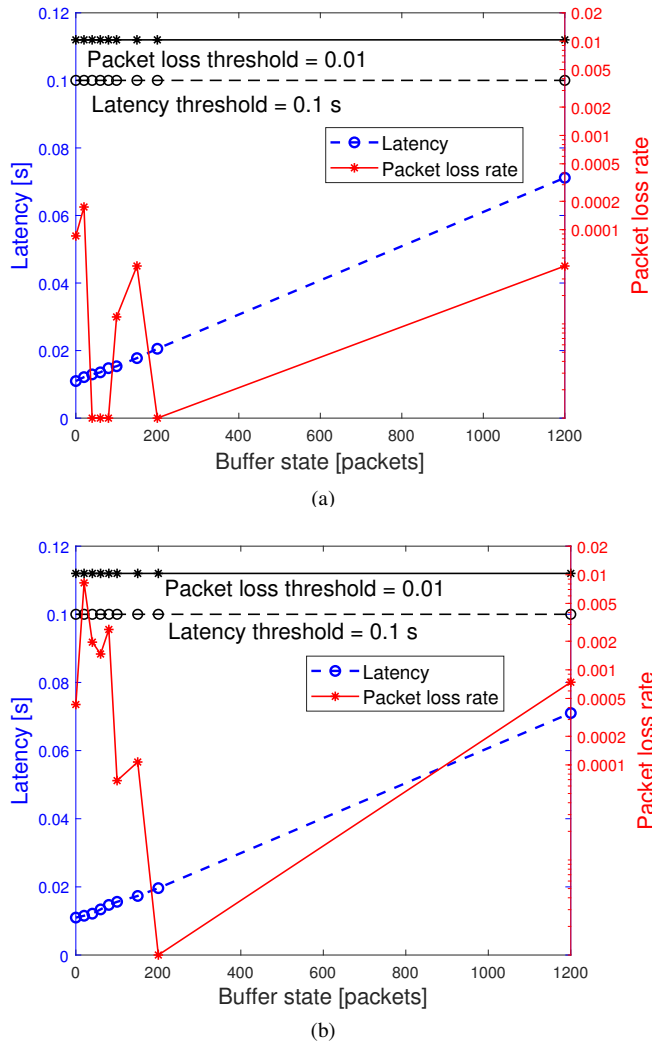 0.12
0.1
0.08
0.06
0.04
0.02
0
Latency [s]
Packet loss threshold = 0.01
Latency threshold = 0.1 s
Latency
Packet loss rate
0.02
0.01
0.005
0.002
0.001
0.0005
0.0002
0.0001
Packet loss rate
0 200 400 600 800 1000 1200
Buffer state [packets]
(a)
0.12
0.1
0.08
0.06
0.04
0.02
0
Latency [s]
Packet loss threshold = 0.01
Latency threshold = 0.1 s
Latency
Packet loss rate
0.02
0.01
0.005
0.002
0.001
0.0005
0.0002
0.0001
Packet loss rate
0 200 400 600 800 1000 1200
Buffer state [packets]
(b)